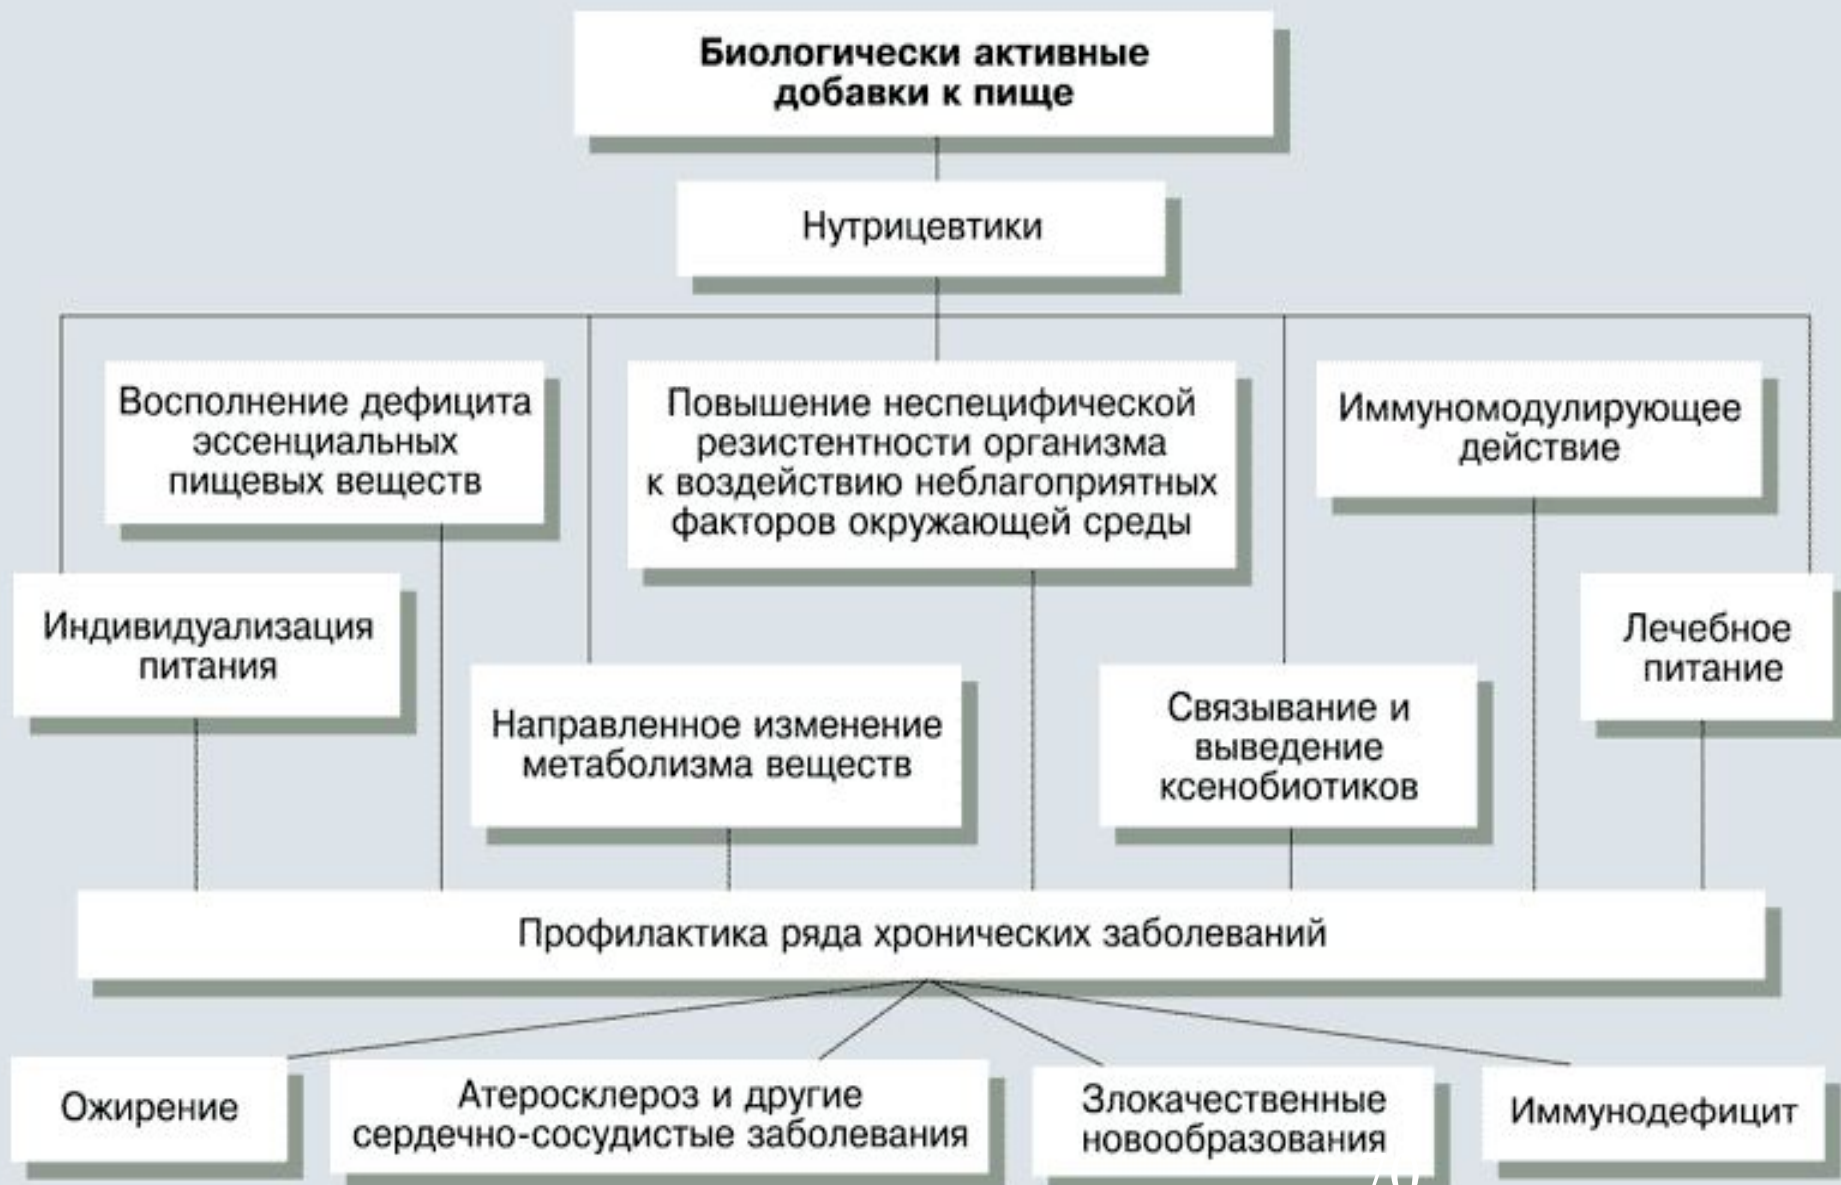 Биологически активные
добавки к пище
Нутрицевтики
Восполнение дефицита
эссенциальных
пищевых веществ
Повышение неспецифической
резистентности организма
к воздействию неблагоприятных
факторов окружающей среды
Иммуномодулирующее
действие
Индивидуализация
питания
Лечебное
питание
Направленное изменение
метаболизма веществ
Связывание и
выведение
ксенобиотиков
Профилактика ряда хронических заболеваний
Ожирение
Атеросклероз и другие
сердечно-сосудистые заболевания
Злокачественные
новообразования
Иммунодефицит